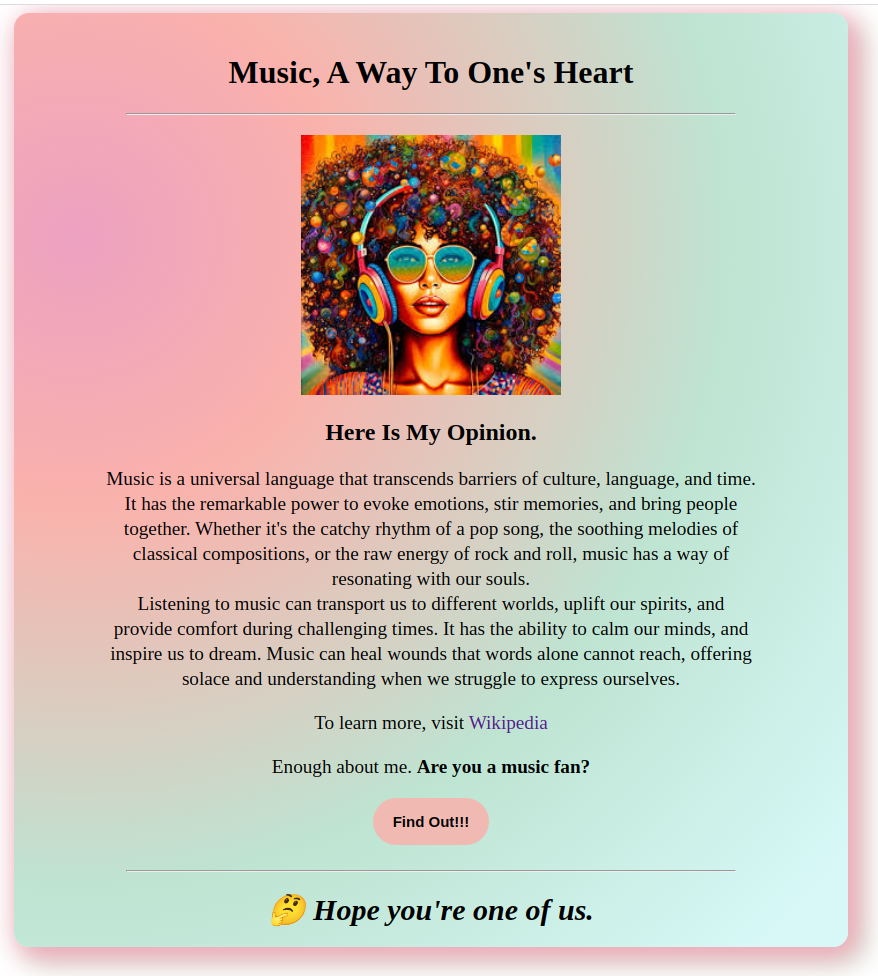 Music, A Way To One's Heart
Here Is My Opinion.
Music is a universal language that transcends barriers of culture, language, and time.
It has the remarkable power to evoke emotions, stir memories, and bring people
together. Whether it's the catchy rhythm of a pop song, the soothing melodies of
classical compositions, or the raw energy of rock and roll, music has a way of
resonating with our souls.
Listening to music can transport us to different worlds, uplift our spirits, and
provide comfort during challenging times. It has the ability to calm our minds, and
inspire us to dream. Music can heal wounds that words alone cannot reach, offering
solace and understanding when we struggle to express ourselves.
To learn more, visit Wikipedia
Enough about me. Are you a music fan?
Find Out!!!
🤔 Hope you're one of us.